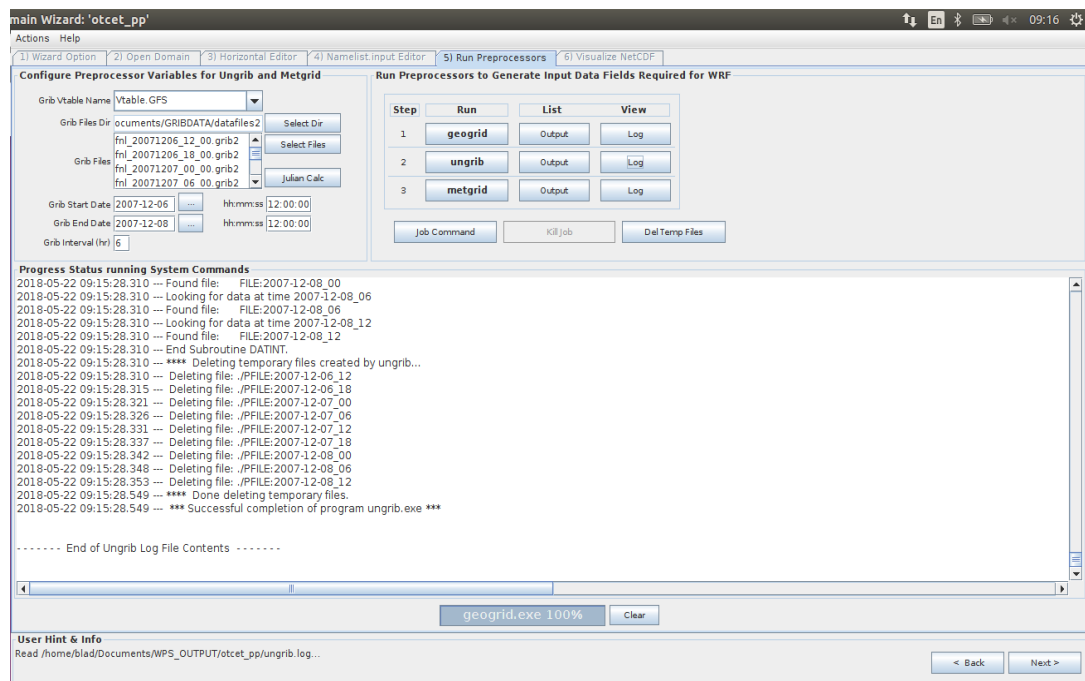 main Wizard: 'otcet_pp'
En
09:16
Actions Help
1) Wizard Option
2) Open Domain
3) Horizontal Editor
4) Namelist.input Editor
5) Run Preprocessors
6) Visualize NetCDF
Configure Preprocessor Variables for Ungrib and Metgrid
Grib Vtable Name Vtable.GFS
Grib Files Dir ocuments/GRIBDATA/datafiles2 Select Dir
Grib Files
fnl_20071206_12_00.grib2
fnl_20071206_18_00.grib2
fnl_20071207_00_00.grib2
fnl_20071207_06_00.grib2
Select Files
Julian Calc
Grib Start Date 2007-12-06 ... hh:mm:ss 12:00:00
Grib End Date 2007-12-08 ... hh:mm:ss 12:00:00
Grib Interval (hr) 6
Run Preprocessors to Generate Input Data Fields Required for WRF
Step Run List View
1 geogrid Output Log
2 ungrib Output Log
3 metgrid Output Log
Job Command Kill Job Del Temp Files
Progress Status running System Commands
2018-05-22 09:15:28.310 --- Found file: FILE:2007-12-08_00
2018-05-22 09:15:28.310 --- Looking for data at time 2007-12-08_06
2018-05-22 09:15:28.310 --- Found file: FILE:2007-12-08_06
2018-05-22 09:15:28.310 --- Looking for data at time 2007-12-08_12
2018-05-22 09:15:28.310 --- Found file: FILE:2007-12-08_12
2018-05-22 09:15:28.310 --- End Subroutine DATINT.
2018-05-22 09:15:28.310 --- **** Deleting temporary files created by ungrib...
2018-05-22 09:15:28.310 --- Deleting file: ./PFILE:2007-12-06_12
2018-05-22 09:15:28.315 --- Deleting file: ./PFILE:2007-12-06_18
2018-05-22 09:15:28.321 --- Deleting file: ./PFILE:2007-12-07_00
2018-05-22 09:15:28.326 --- Deleting file: ./PFILE:2007-12-07_06
2018-05-22 09:15:28.331 --- Deleting file: ./PFILE:2007-12-07_12
2018-05-22 09:15:28.337 --- Deleting file: ./PFILE:2007-12-07_18
2018-05-22 09:15:28.342 --- Deleting file: ./PFILE:2007-12-08_00
2018-05-22 09:15:28.348 --- Deleting file: ./PFILE:2007-12-08_06
2018-05-22 09:15:28.353 --- Deleting file: ./PFILE:2007-12-08_12
2018-05-22 09:15:28.549 --- **** Done deleting temporary files.
2018-05-22 09:15:28.549 --- *** Successful completion of program ungrib.exe ***
- - - - - - - End of Ungrib Log File Contents - - - - - - -
geogrid.exe 100% Clear
User Hint & Info
Read /home/blad/Documents/WPS_OUTPUT/otcet_pp/ungrib.log...
< Back Next >